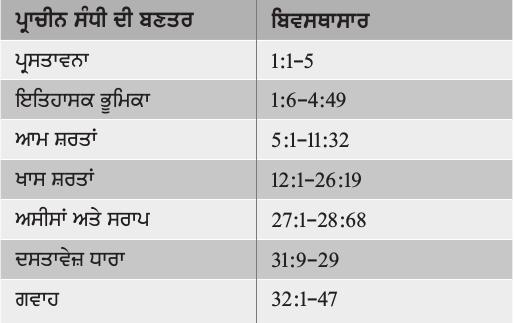 ਪ੍ਰਾਚੀਨ ਸੰਧੀ ਦੀ ਬਣਤਰ ਬਿਵਸਥਾਸਾਰ
ਪ੍ਰਸਤਾਵਨਾ 1:1–5
ਇਤਿਹਾਸਕ ਭੂਮਿਕਾ 1:6–4:49
ਆਮ ਸ਼ਰਤਾਂ 5:1–11:32
ਖਾਸ ਸ਼ਰਤਾਂ 12:1–26:19
ਅਸੀਸਾਂ ਅਤੇ ਸਰਾਪ 27:1–28:68
ਦਸਤਾਵੇਜ਼ ਧਾਰਾ 31:9–29
ਗਵਾਹ 32:1–47